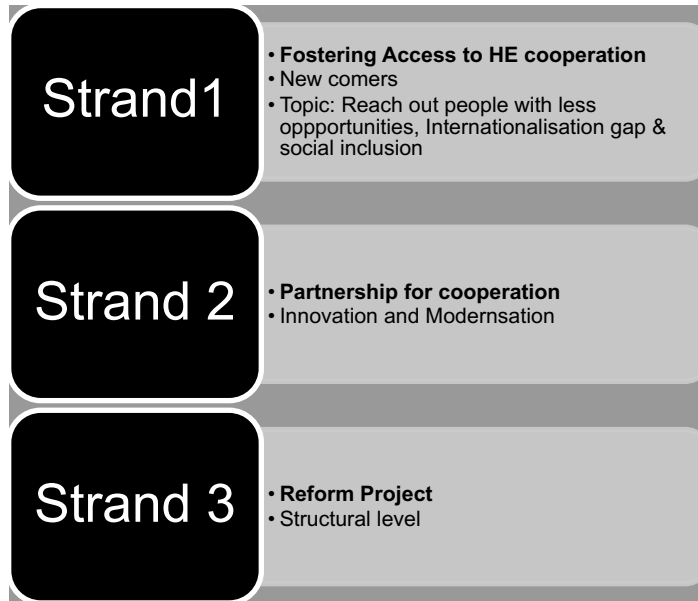 Strand1
• Fostering Access to HE cooperation
• New comers
• Topic: Reach out people with less
oppportunities, Internationalisation gap &
social inclusion
Strand 2
• Partnership for cooperation
• Innovation and Modernsation
Strand 3
• Reform Project
• Structural level